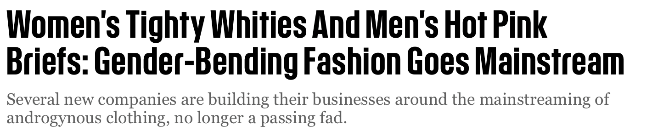 Women's Tighty Whities And Men's Hot Pink
Briefs: Gender-Bending Fashion Goes Mainstream
Several new companies are building their businesses around the mainstreaming of
androgynous clothing, no longer a passing fad.